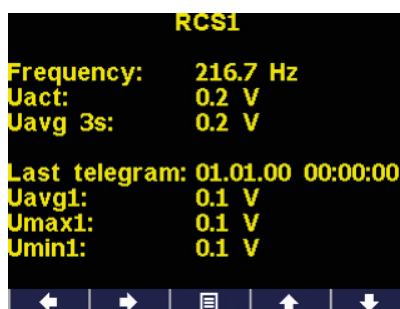 RCS1
Frequency: 216.7 Hz
Uact: 0.2 V
Uavg 3s: 0.2 V
Last telegram: 01.01.00 00:00:00
Uavg1: 0.1 V
Umax1: 0.1 V
Umin1: 0.1 V